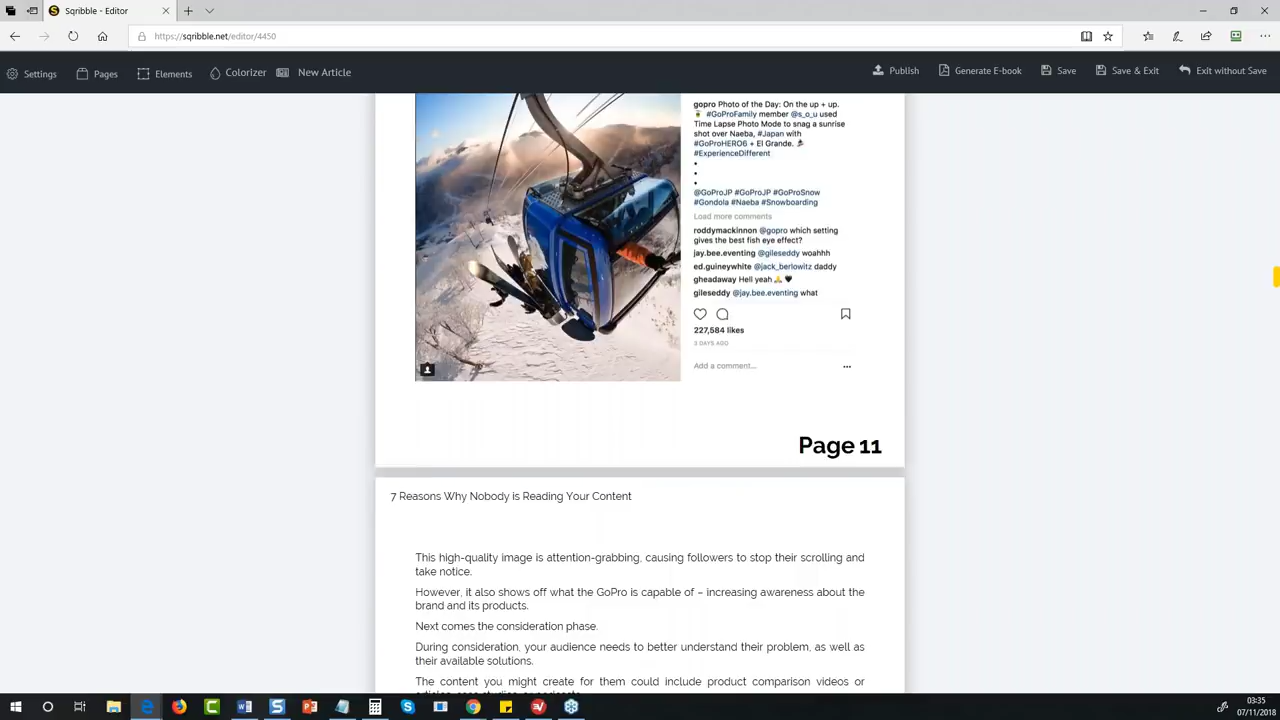 Sqribble - Editor
https://sqribble.net/editor/4450
Settings
Pages
Elements
Colorizer
New Article
Publish
Generate E-book
Save
Save & Exit
Exit without Save
gopro Photo of the Day: On the up + up.
#GoProFamily member @s_o_u used
Time Lapse Photo Mode to snag a sunrise
shot over Naeba, #Japan with
#GoProHERO6 + El Grande.
#ExperienceDifferent
•
•
•
@GoProJP #GoProJP #GoProSnow
#Gondola #Naeba #Snowboarding
Load more comments
roddymackinnon @gopro which setting
gives the best fish eye effect?
jay.bee.eventing @gileseddy woahhh
ed.guineywhite @jack_berlowitz daddy
gheadaway Hell yeah 🙏 🖤
gileseddy @jay.bee.eventing what
227,584 likes
3 DAYS AGO
Add a comment...
Page 11
7 Reasons Why Nobody is Reading Your Content
This high-quality image is attention-grabbing, causing followers to stop their scrolling and
take notice.
However, it also shows off what the GoPro is capable of – increasing awareness about the
brand and its products.
Next comes the consideration phase.
During consideration, your audience needs to better understand their problem, as well as
their available solutions.
The content you might create for them could include product comparison videos or
03:35
07/11/2018